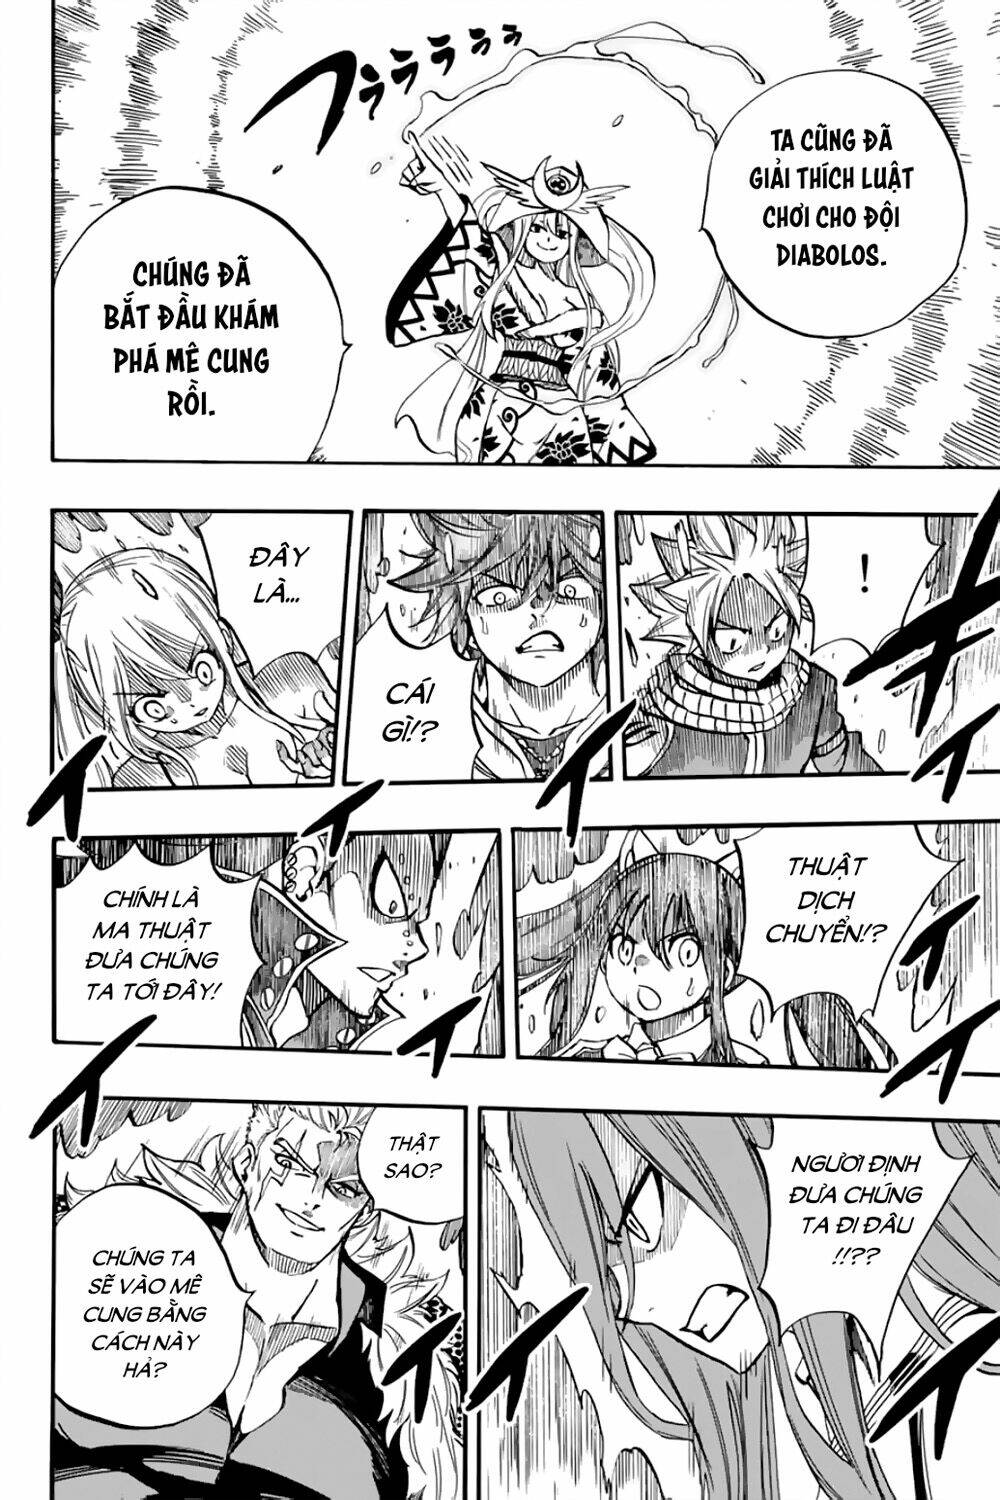 フラララララ
TA CŨNG ĐÃ
GIẢI THÍCH LUẬT
CHƠI CHO ĐỘI
DIABOLOS.
CHÚNG ĐÃ
BẮT ĐẦU KHÁM
PHÁ MÊ CUNG
RỒI.
!
CÁI
GÌ!?
ĐÂY
LÀ...
THUẬT
DỊCH
CHUYỂN!?
CHÍNH LÀ
MA THUẬT
ĐƯA CHÚNG
TA TỚI ĐÂY!
NGƯƠI ĐỊNH
ĐƯA CHÚNG
TA ĐI ĐÂU
!!??
THẬT
SAO?
CHÚNG TA
SẼ VÀO MÊ
CUNG BẰNG
CÁCH NÀY
HẢ?